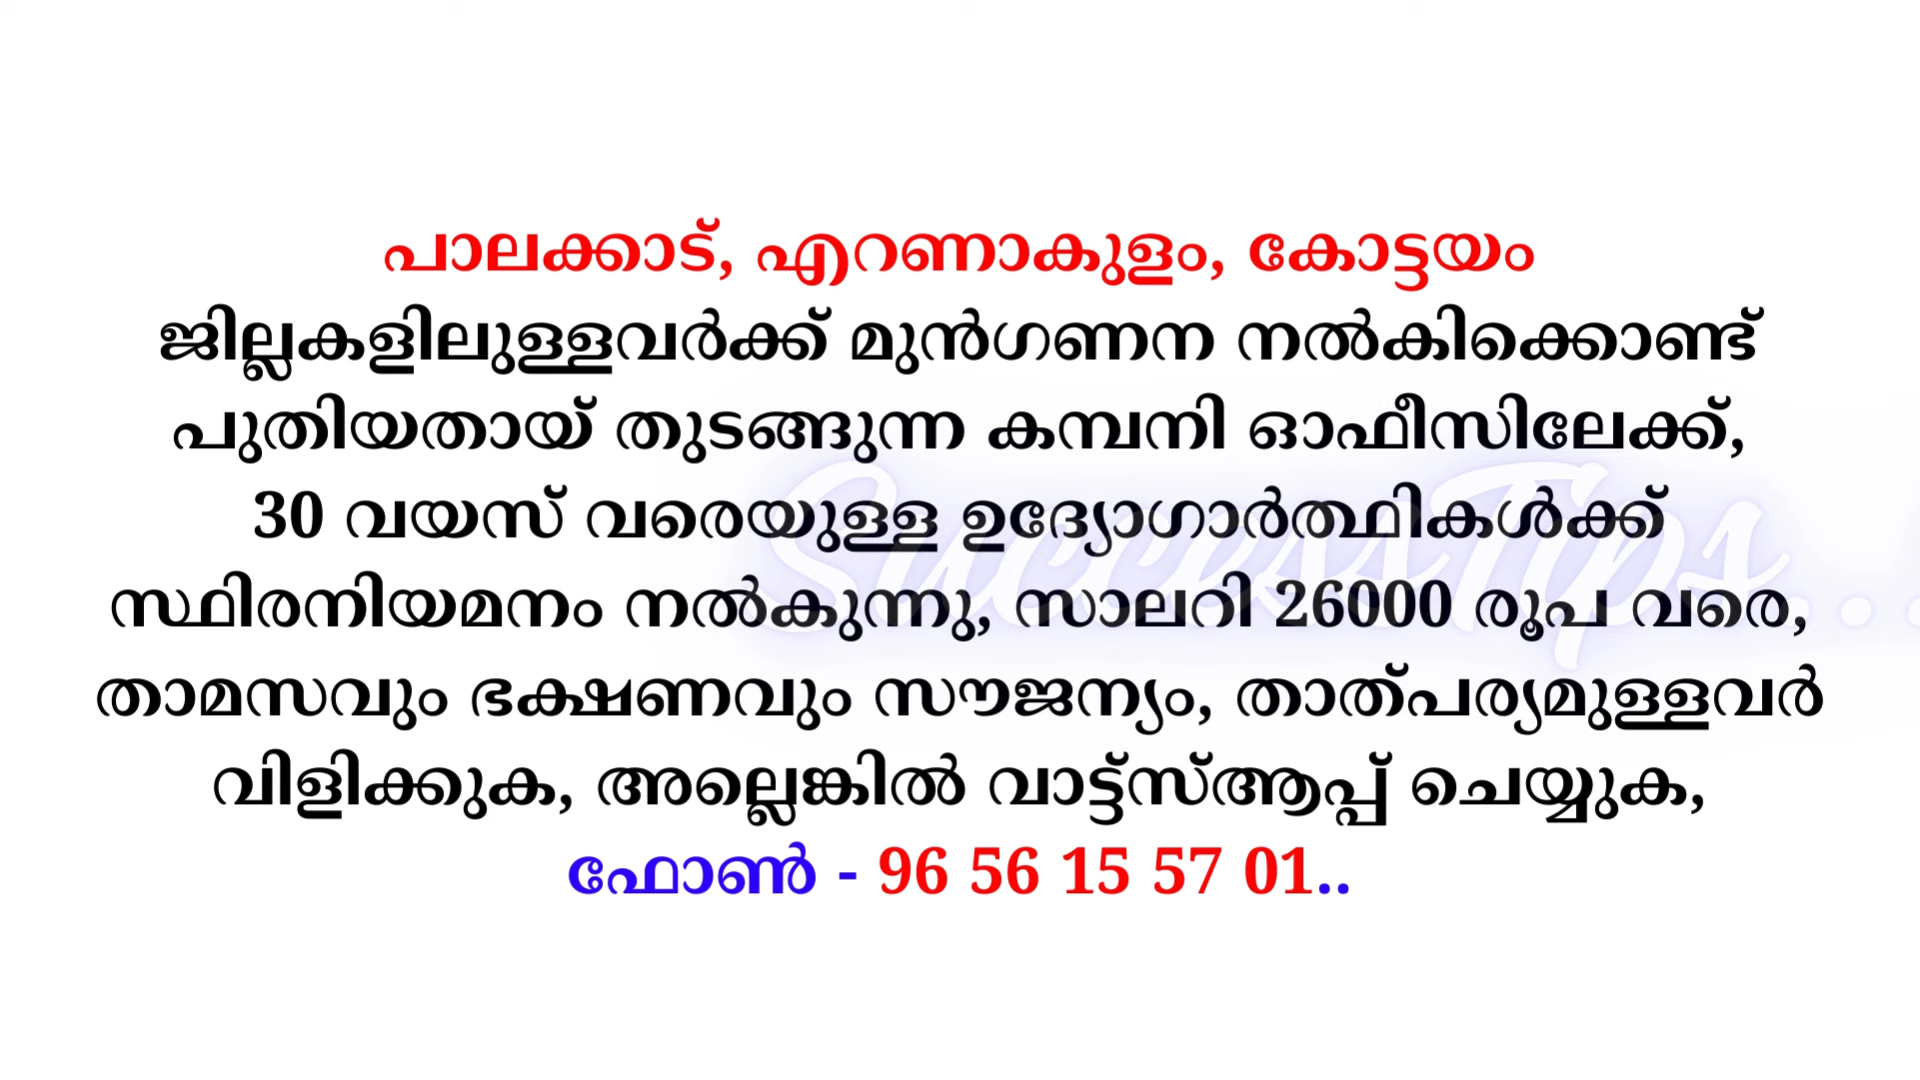 പാലക്കാട്, എറണാകുളം, കോട്ടയം
ജില്ലകളിലുള്ളവർക്ക് മുൻഗണന നൽകിക്കൊണ്ട്
പുതിയതായ് തുടങ്ങുന്ന കമ്പനി ഓഫീസിലേക്ക്,
30 വയസ് വരെയുള്ള ഉദ്യോഗാർത്ഥികൾക്ക്
സ്ഥിരനിയമനം നൽകുന്നു, സാലറി 26000 രൂപ വരെ,
താമസവും ഭക്ഷണവും സൗജന്യം, താത്പര്യമുള്ളവർ
വിളിക്കുക, അല്ലെങ്കിൽ വാട്ട്സ്ആപ്പ് ചെയ്യുക,
ഫോൺ - 96 56 15 57 01..
SuccessTips...